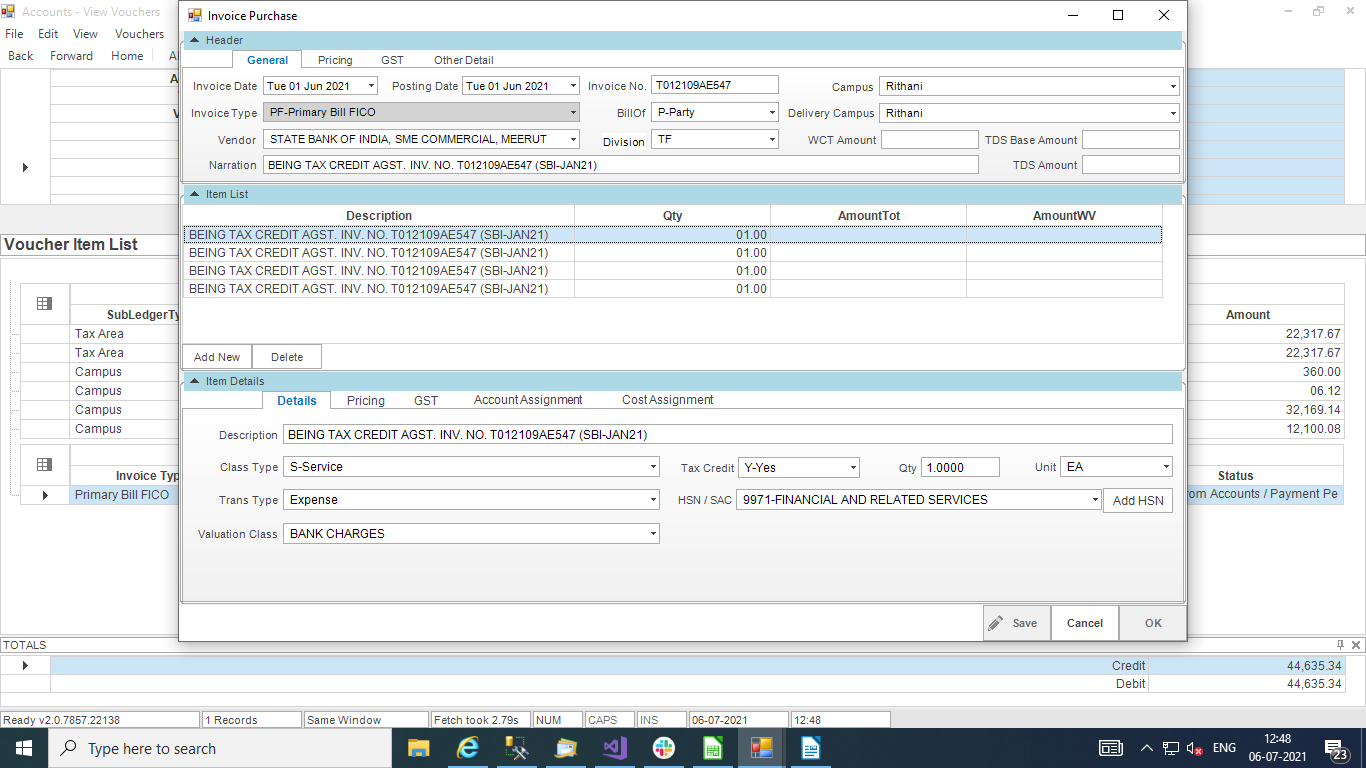 Accounts - View Vouchers
File Edit View Vouchers
Back Forward Home
Voucher Item List
SubLedgerTy
Tax Area
Tax Area
Campus
Campus
Campus
Campus
Invoice Typ
Primary Bill FICO
Invoice Purchase
Header
General Pricing GST Other Detail
Invoice Date Tue 01 Jun 2021 Posting Date Tue 01 Jun 2021 Invoice No. T012109AE547 Campus Rithani
Invoice Type PF-Primary Bill FICO BillOf P-Party Delivery Campus Rithani
Vendor STATE BANK OF INDIA, SME COMMERCIAL, MEERUT Division TF WCT Amount TDS Base Amount
Narration BEING TAX CREDIT AGST. INV. NO. T012109AE547 (SBI-JAN21) TDS Amount
Item List
Description Qty AmountTot AmountWV
BEING TAX CREDIT AGST. INV. NO. T012109AE547 (SBI-JAN21) 01.00
BEING TAX CREDIT AGST. INV. NO. T012109AE547 (SBI-JAN21) 01.00
BEING TAX CREDIT AGST. INV. NO. T012109AE547 (SBI-JAN21) 01.00
BEING TAX CREDIT AGST. INV. NO. T012109AE547 (SBI-JAN21) 01.00
Add New Delete
Item Details
Details Pricing GST Account Assignment Cost Assignment
Description BEING TAX CREDIT AGST. INV. NO. T012109AE547 (SBI-JAN21)
Class Type S-Service Tax Credit Y-Yes Qty 1.0000 Unit EA
Trans Type Expense HSN / SAC 9971-FINANCIAL AND RELATED SERVICES Add HSN
Valuation Class BANK CHARGES
Save Cancel OK
Amount
22,317.67
22,317.67
360.00
06.12
32,169.14
12,100.08
Status
om Accounts / Payment Pe
TOTALS
Credit 44,635.34
Debit 44,635.34
Ready v2.0.7857.22138 1 Records Same Window Fetch took 2.79s NUM CAPS INS 06-07-2021 12:48
Type here to search
ENG 12:48
06-07-2021
23